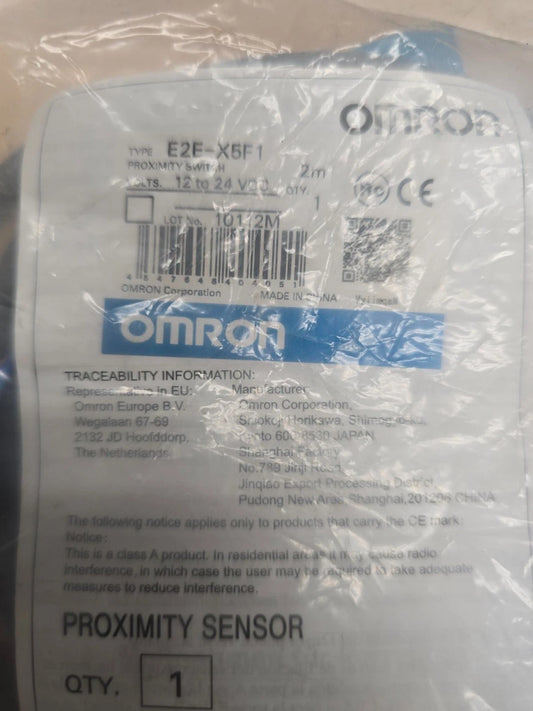 OMRON
TYPE E2E-X5F1
PROXIMITY SWITCH 2m
VOLTS. 12 to 24 VDC QTY. 1
LOT No. 10112M
4547648404051
OMRON Corporation MADE IN CHINA
CE
OMRON
TRACEABILITY INFORMATION:
Representative in EU: Manufacturer:
Omron Europe B.V. Omron Corporation,
Wegalaan 67-69 Shiokoji Horikawa, Shimogyo-ku,
2132 JD Hoofddorp, Kyoto 600-8530 JAPAN
The Netherlands Shanghai Factory
No.789 Jinji Road,
Jinqiao Export Processing District,
Pudong New Area Shanghai, 201206 CHINA
The following notice applies only to products that carry the CE mark:
Notice:
This is a class A product. In residential areas it may cause radio
interference, in which case the user may be required to take adequate
measures to reduce interference.
PROXIMITY SENSOR
QTY. 1